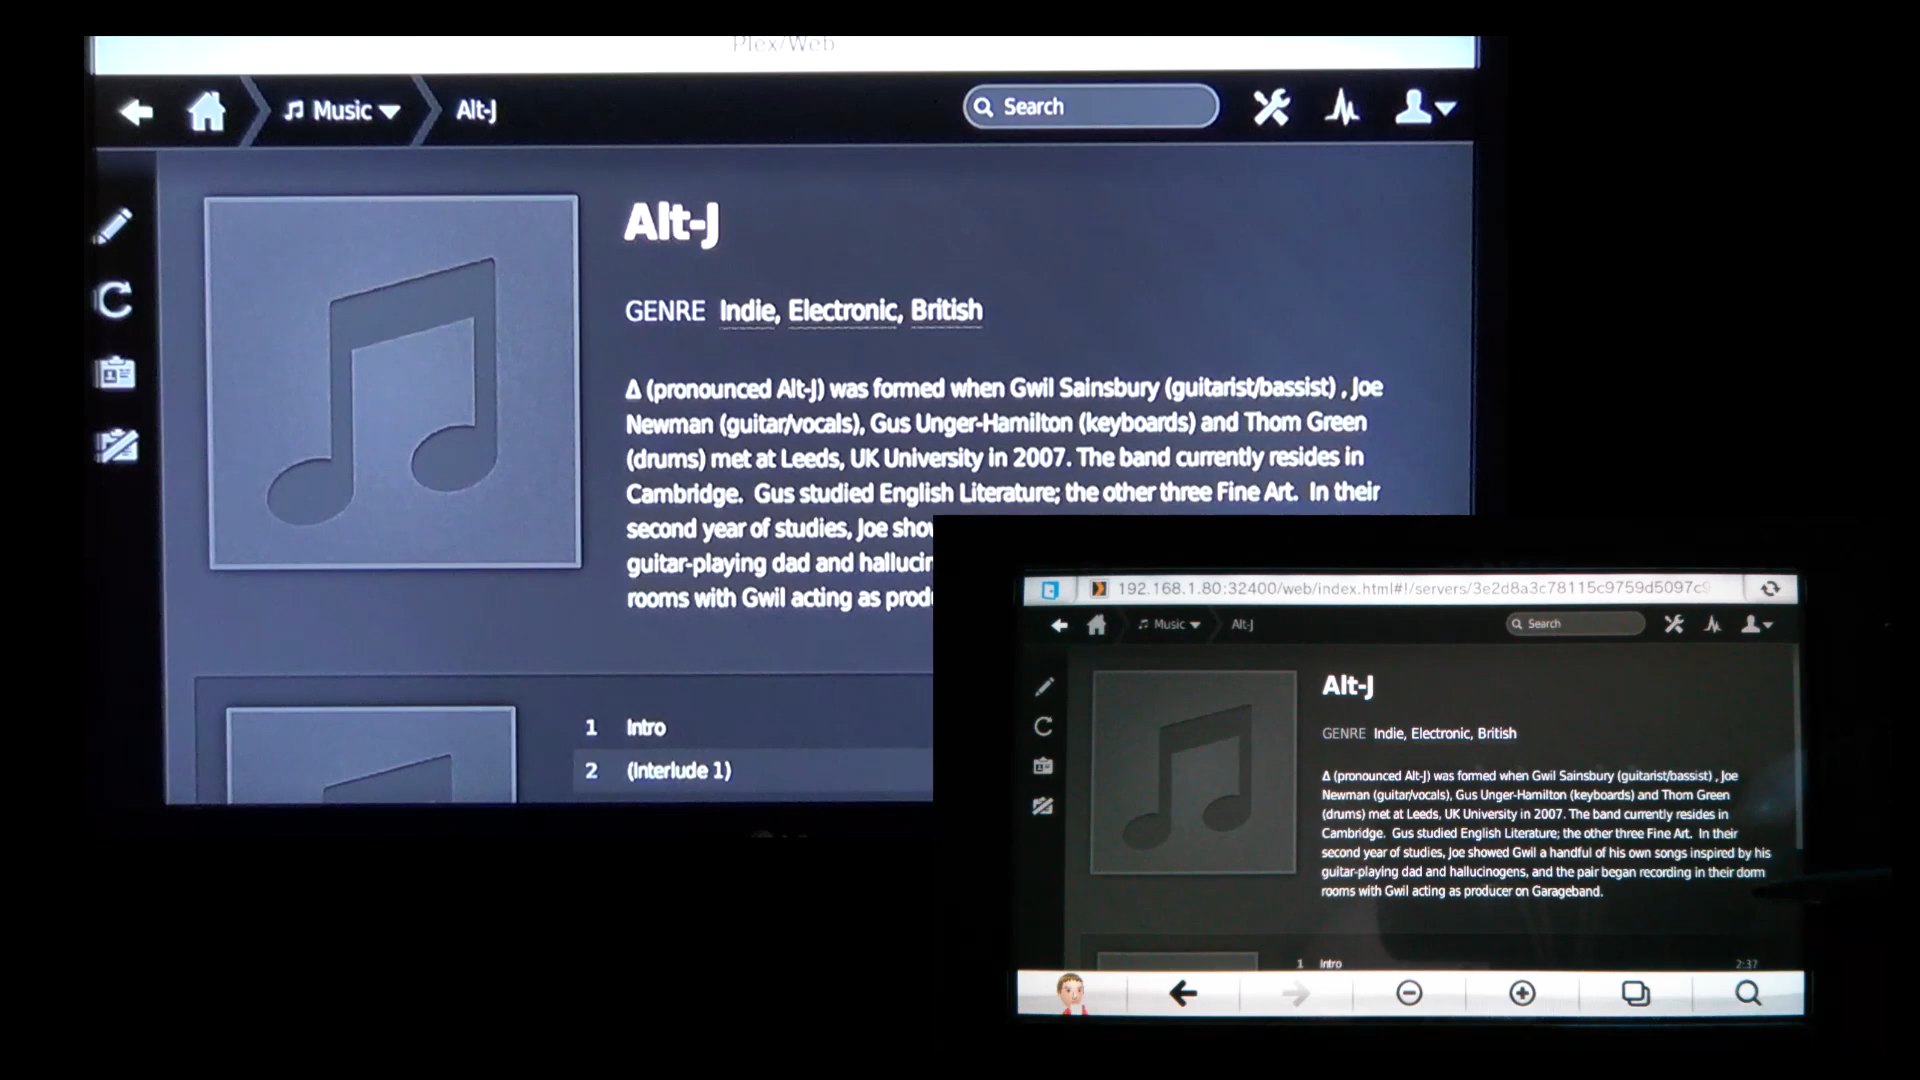 Plex/Web
Music
Alt-J
Search
Alt-J
GENRE Indie, Electronic, British
Δ (pronounced Alt-J) was formed when Gwil Sainsbury (guitarist/bassist) , Joe
Newman (guitar/vocals), Gus Unger-Hamilton (keyboards) and Thom Green
(drums) met at Leeds, UK University in 2007. The band currently resides in
Cambridge. Gus studied English Literature; the other three Fine Art. In their
second year of studies, Joe
guitar-playing dad and
rooms with Gwil acting as
1 Intro
2 (Interlude 1)
192.168.1.80:32400/web/index.html#!/servers/3e2d8a3c78115c9759d5097c9
Music
Alt-J
Search
Alt-J
GENRE Indie, Electronic, British
Δ (pronounced Alt-J) was formed when Gwil Sainsbury (guitarist/bassist) , Joe
Newman (guitar/vocals), Gus Unger-Hamilton (keyboards) and Thom Green
(drums) met at Leeds, UK University in 2007. The band currently resides in
Cambridge. Gus studied English Literature; the other three Fine Art. In their
second year of studies, Joe showed Gwil a handful of his own songs inspired by his
guitar-playing dad and hallucinogens, and the pair began recording in their dorm
rooms with Gwil acting as producer on Garageband.
1 Intro 2:37